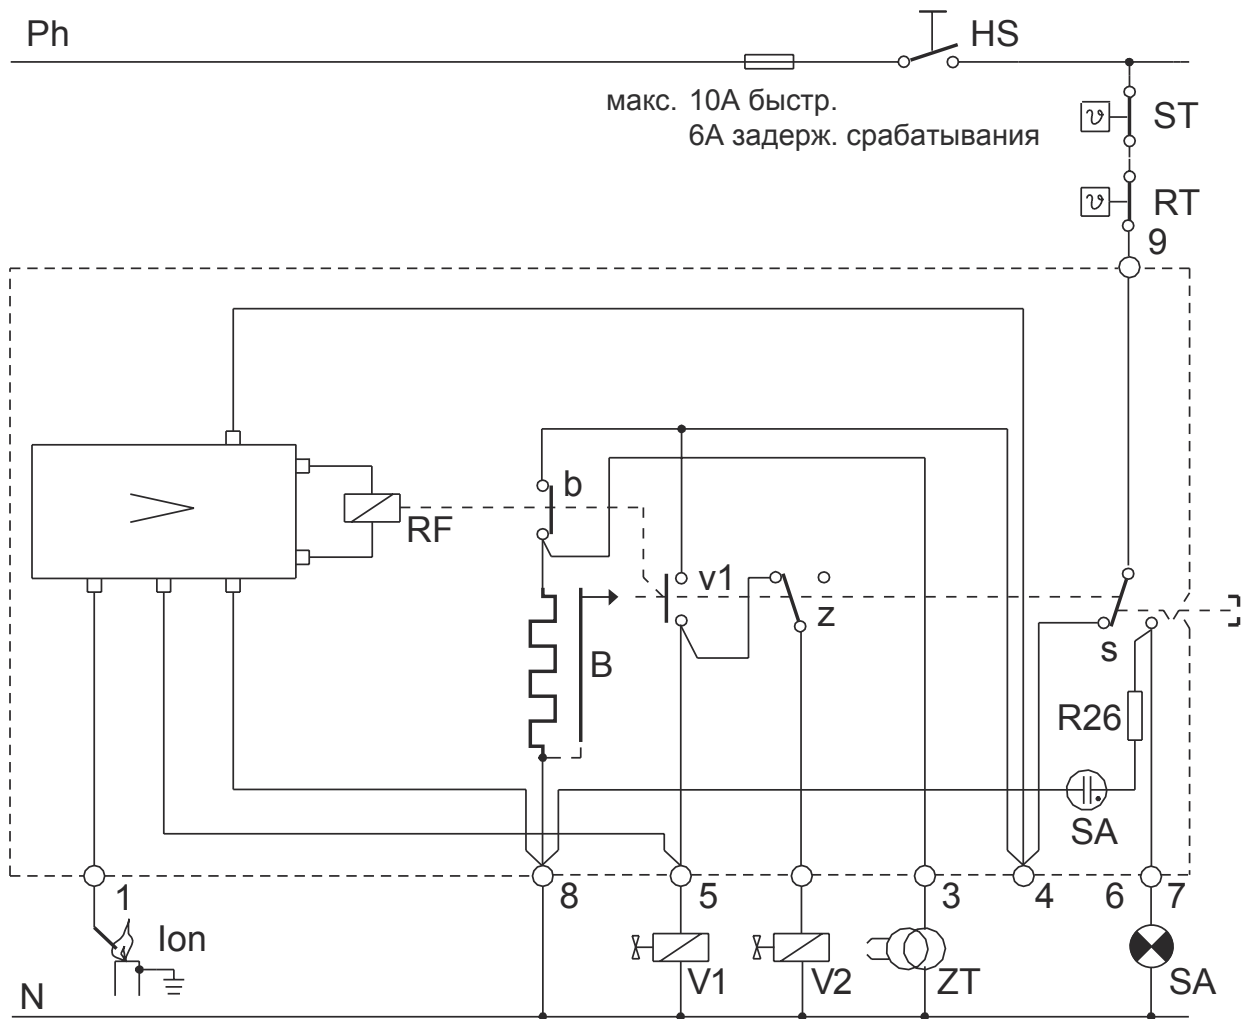 Ph
HS
макс. 10А быстр.
6А задерж. срабатывания
ϑ ST
ϑ RT
9
b
RF
v1
z
B
s
R26
SA
1 8 5 3 4 6 7
Ion
V1 V2 ZT SA
N